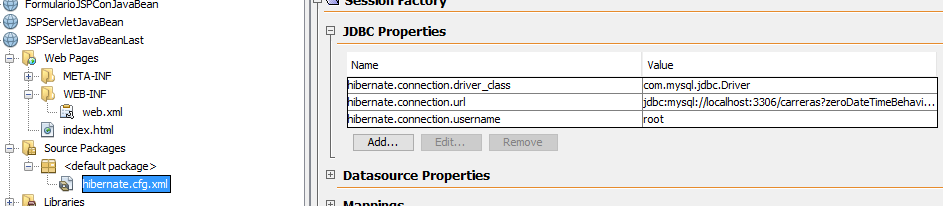 FormularioJSPConJavaBean
JSPServletJavaBean
JSPServletJavaBeanLast
Web Pages
META-INF
WEB-INF
web.xml
index.html
Source Packages
<default package>
hibernate.cfg.xml
Libraries
Session Factory
JDBC Properties
Name Value
hibernate.connection.driver_class com.mysql.jdbc.Driver
hibernate.connection.url jdbc:mysql://localhost:3306/carreras?zeroDateTimeBehavi...
hibernate.connection.username root
Add... Edit... Remove
Datasource Properties
Mappings